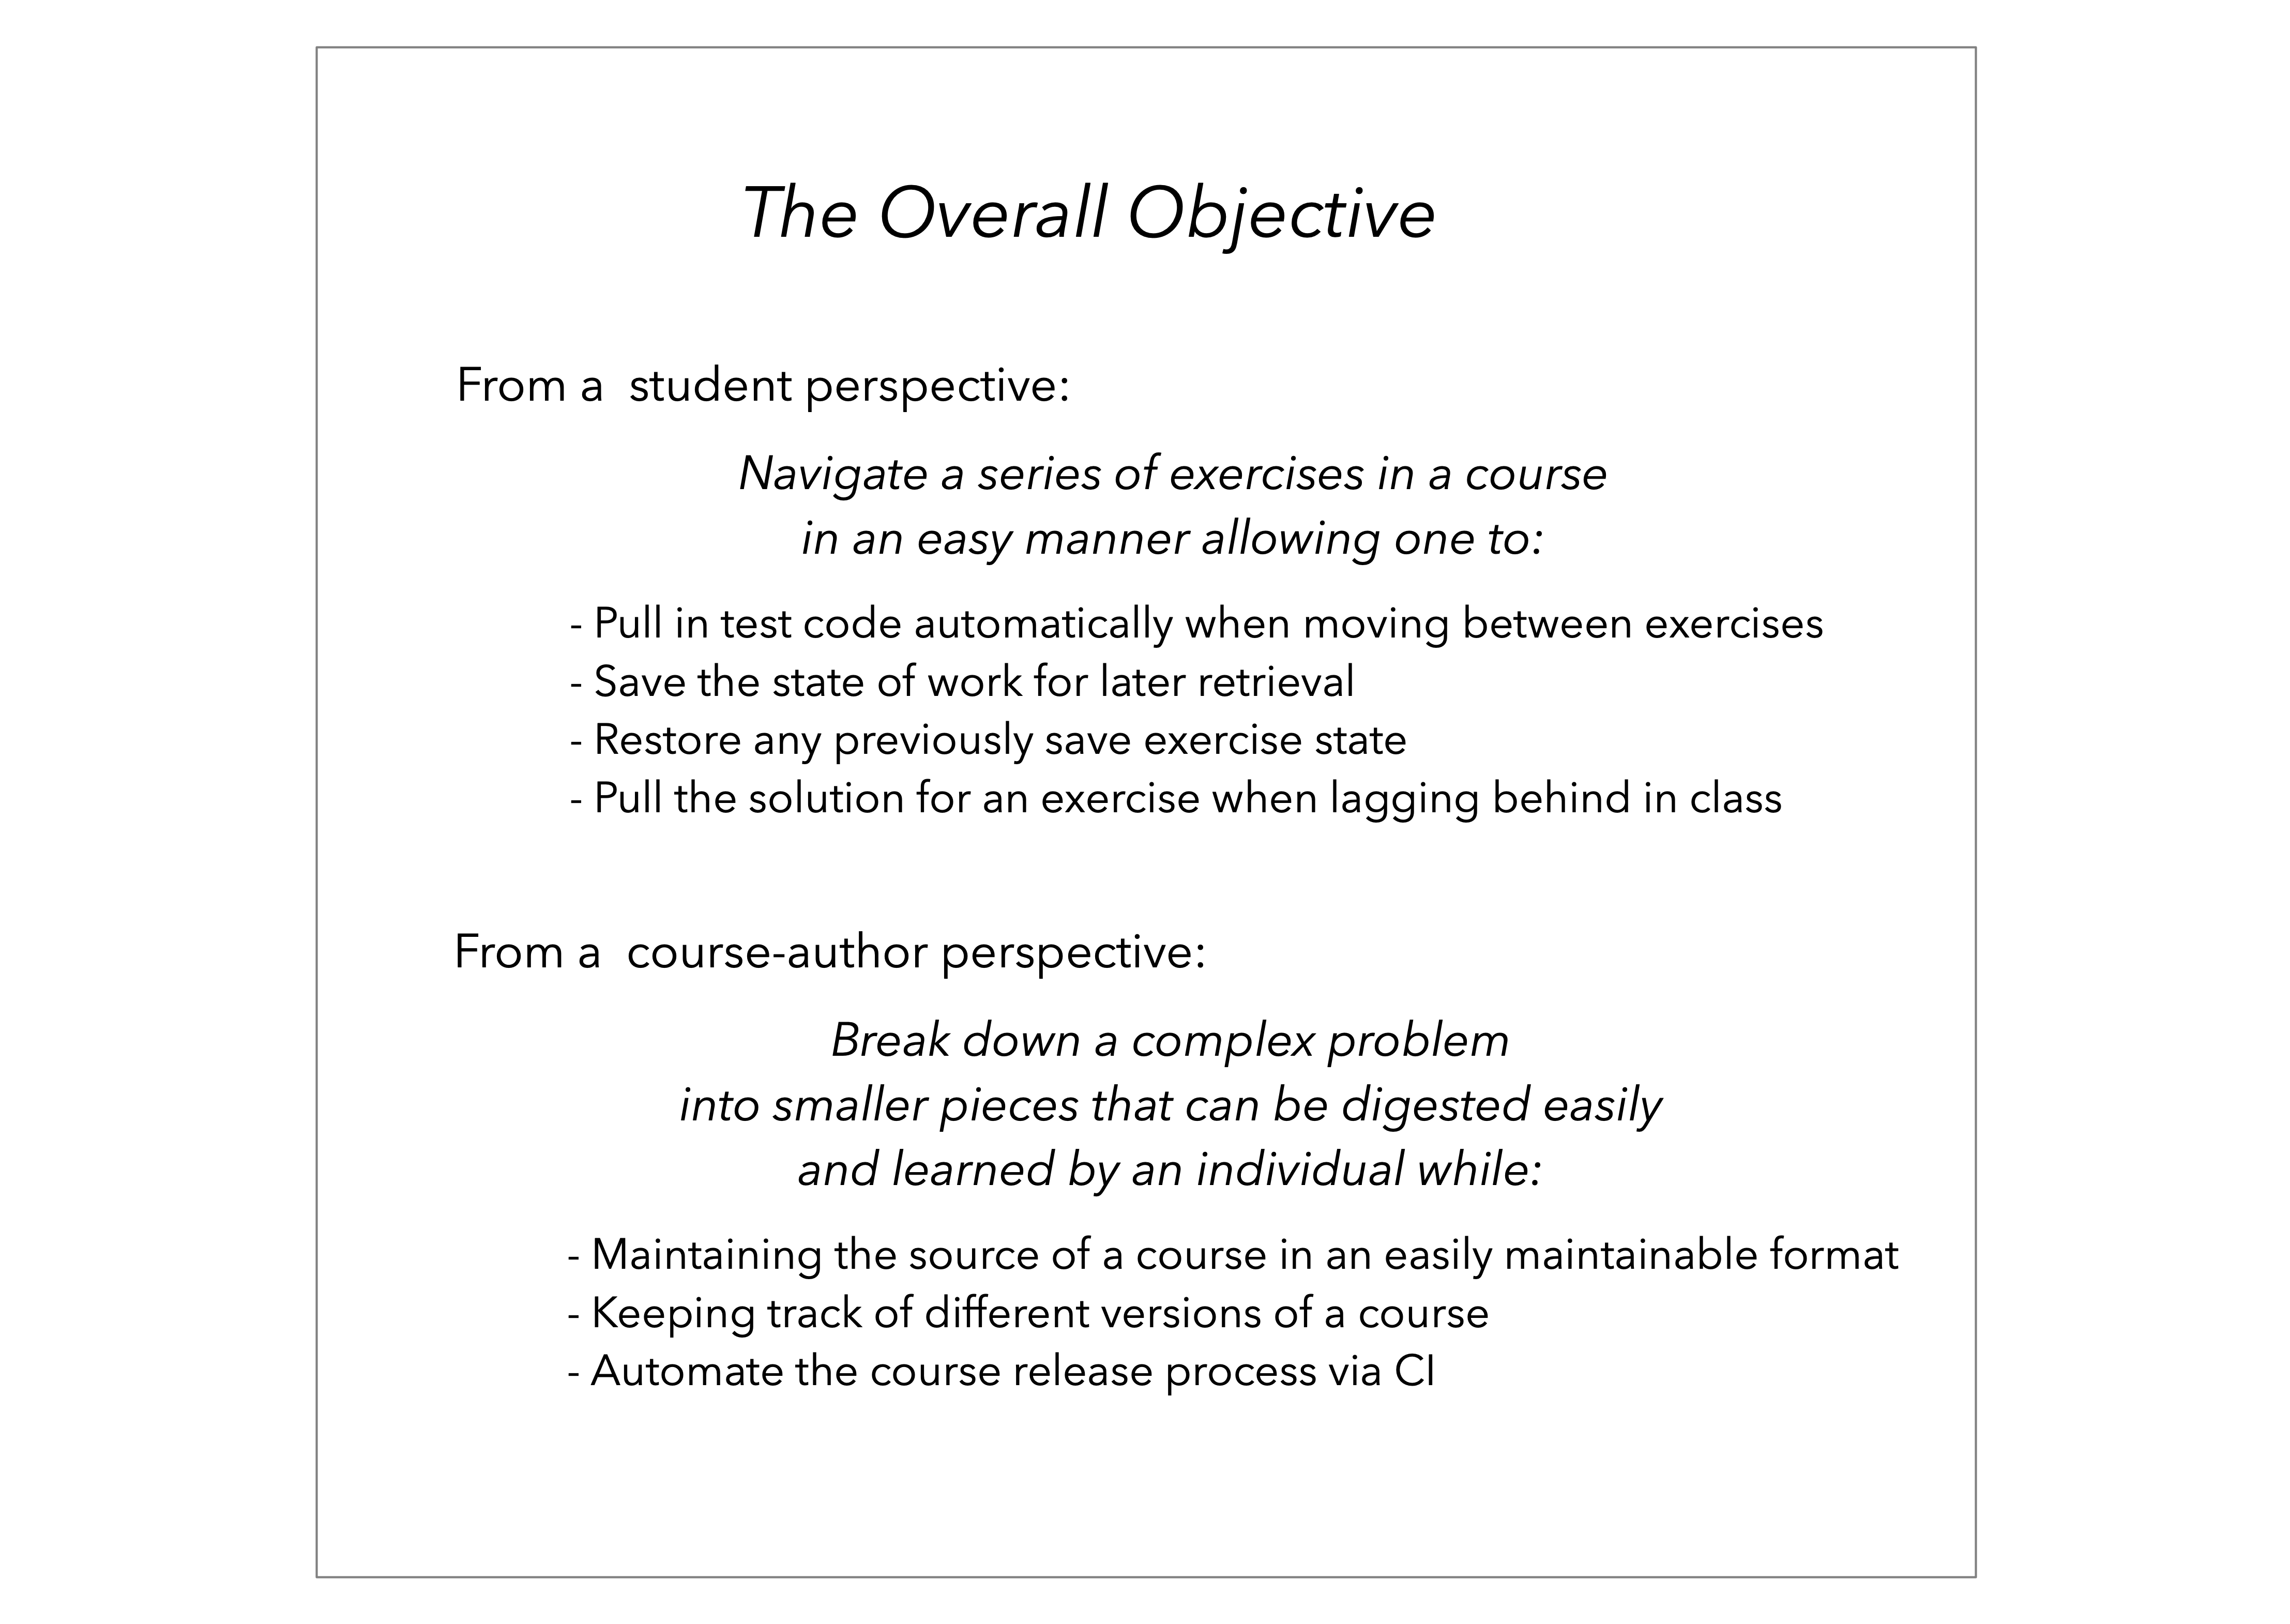 The Overall Objective
From a  student perspective:
Navigate a series of exercises in a course
in an easy manner allowing one to:
- Pull in test code automatically when moving between exercises
- Save the state of work for later retrieval
- Restore any previously save exercise state
- Pull the solution for an exercise when lagging behind in class
From a  course-author perspective:
Break down a complex problem
into smaller pieces that can be digested easily
and learned by an individual while:
- Maintaining the source of a course in an easily maintainable format
- Keeping track of different versions of a course
- Automate the course release process via CI